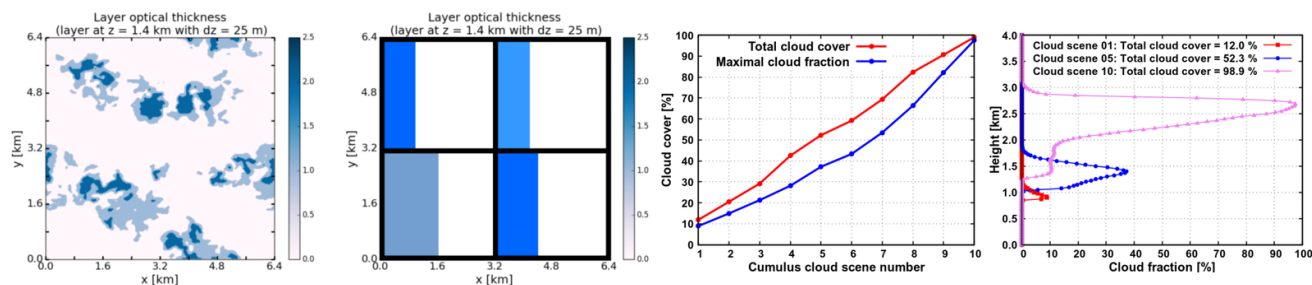 Layer optical thickness
(layer at z = 1.4 km with dz = 25 m)
6.4
4.8
3.2
1.6
0.0
y [km]
0.0 1.6 3.2 4.8 6.4
x [km]
2.5
2.0
1.5
1.0
0.5
0.0
Layer optical thickness
(layer at z = 1.4 km with dz = 25 m)
6.4
4.8
3.2
1.6
0.0
y [km]
0.0 1.6 3.2 4.8 6.4
x [km]
2.5
2.0
1.5
1.0
0.5
0.0
Total cloud cover
Maximal cloud fraction
100
90
80
70
60
50
40
30
20
10
0
Cloud cover [%]
1 2 3 4 5 6 7 8 9 10
Cumulus cloud scene number
Cloud scene 01: Total cloud cover = 12.0 %
Cloud scene 05: Total cloud cover = 52.3 %
Cloud scene 10: Total cloud cover = 98.9 %
4.0
3.5
3.0
2.5
2.0
1.5
1.0
0.5
0.0
Height [km]
0 10 20 30 40 50 60 70 80 90 100
Cloud fraction [%]